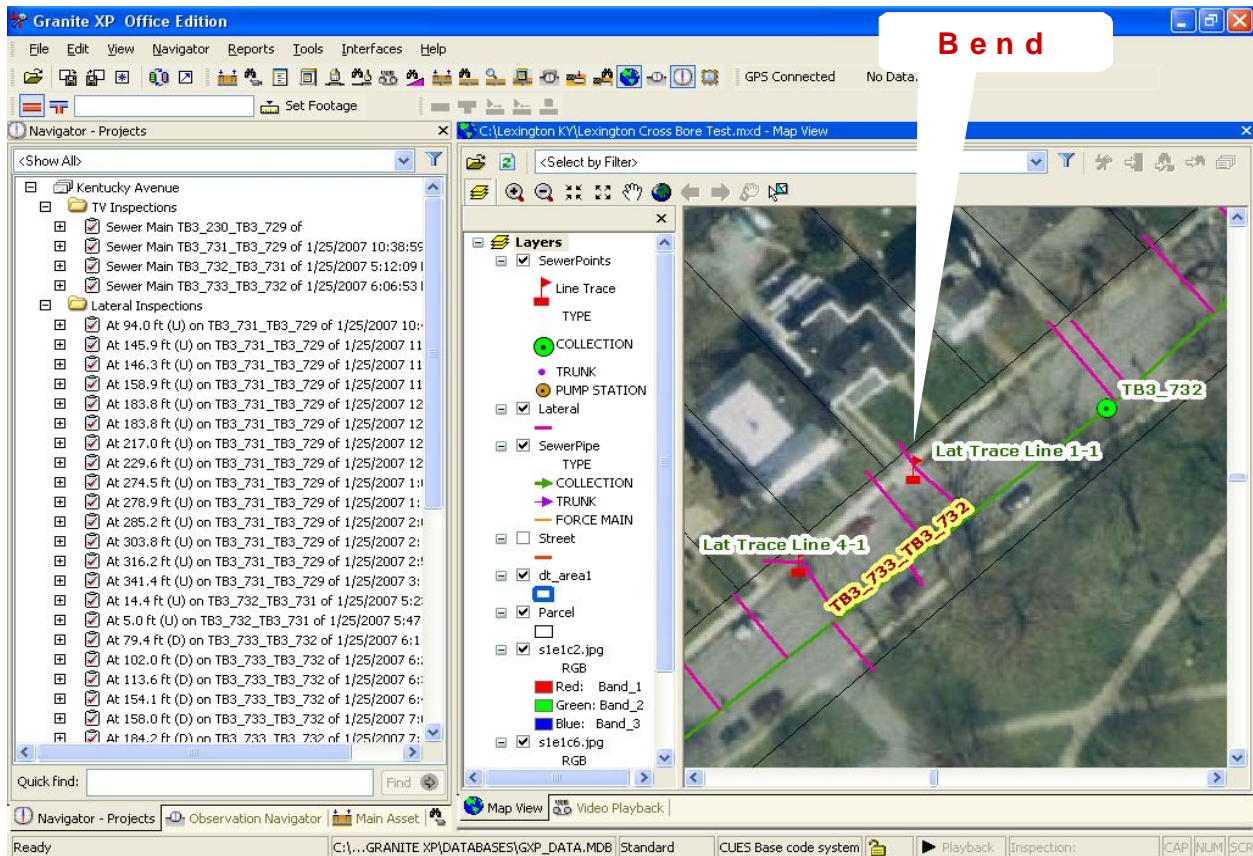 Granite XP Office Edition
File Edit View Navigator Reports Tools Interfaces Help
GPS Connected No Data.
Set Footage
Bend
Navigator - Projects
<Show All>
Kentucky Avenue
TV Inspections
Sewer Main TB3_230_TB3_729 of
Sewer Main TB3_731_TB3_729 of 1/25/2007 10:38:59
Sewer Main TB3_732_TB3_731 of 1/25/2007 5:12:09
Sewer Main TB3_733_TB3_732 of 1/25/2007 6:06:53
Lateral Inspections
At 94.0 ft (U) on TB3_731_TB3_729 of 1/25/2007 10:
At 145.9 ft (U) on TB3_731_TB3_729 of 1/25/2007 11
At 146.3 ft (U) on TB3_731_TB3_729 of 1/25/2007 11
At 158.9 ft (U) on TB3_731_TB3_729 of 1/25/2007 11
At 183.8 ft (U) on TB3_731_TB3_729 of 1/25/2007 12
At 183.8 ft (U) on TB3_731_TB3_729 of 1/25/2007 12
At 217.0 ft (U) on TB3_731_TB3_729 of 1/25/2007 12
At 229.6 ft (U) on TB3_731_TB3_729 of 1/25/2007 12
At 274.5 ft (U) on TB3_731_TB3_729 of 1/25/2007 1:
At 278.9 ft (U) on TB3_731_TB3_729 of 1/25/2007 1:
At 285.2 ft (U) on TB3_731_TB3_729 of 1/25/2007 2:
At 303.8 ft (U) on TB3_731_TB3_729 of 1/25/2007 2:
At 316.2 ft (U) on TB3_731_TB3_729 of 1/25/2007 2:
At 341.4 ft (U) on TB3_731_TB3_729 of 1/25/2007 3:
At 14.4 ft (U) on TB3_732_TB3_731 of 1/25/2007 5:2
At 5.0 ft (U) on TB3_732_TB3_731 of 1/25/2007 5:47
At 79.4 ft (D) on TB3_733_TB3_732 of 1/25/2007 6:1
At 102.0 ft (D) on TB3_733_TB3_732 of 1/25/2007 6:
At 113.6 ft (D) on TB3_733_TB3_732 of 1/25/2007 6:
At 154.1 ft (D) on TB3_733_TB3_732 of 1/25/2007 6:
At 158.0 ft (D) on TB3_733_TB3_732 of 1/25/2007 7:
At 184.2 ft (D) on TB3_733_TB3_732 of 1/25/2007 7:
Quick find: Find
Navigator - Projects Observation Navigator Main Asset
C:\Lexington KY\Lexington Cross Bore Test.mxd - Map View
<Select by Filter>
Layers
SewerPoints
Line Trace
TYPE
COLLECTION
TRUNK
PUMP STATION
Lateral
SewerPipe
TYPE
COLLECTION
TRUNK
FORCE MAIN
Street
dt_area1
Parcel
s1e1c2.jpg
RGB
Red: Band_1
Green: Band_2
Blue: Band_3
s1e1c6.jpg
RGB
TB3_732
Lat Trace Line 1-1
TB3_733_TB3_732
Lat Trace Line 4-1
Map View Video Playback
Ready C:\...GRANITE XP\DATABASES\GXP_DATA.MDB Standard CUES Base code system Playback Inspection: CAP NUM SCR